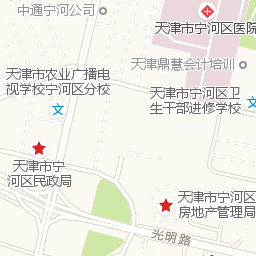 中通宁河公司
天津市宁河区医院
天津鼎慧会计培训
天津市农业广播电
视学校宁河区分校
文
天津市宁河区卫
生干部进修学校
文
天津市宁
河区民政局
天津市宁河区
房地产管理局
光明路